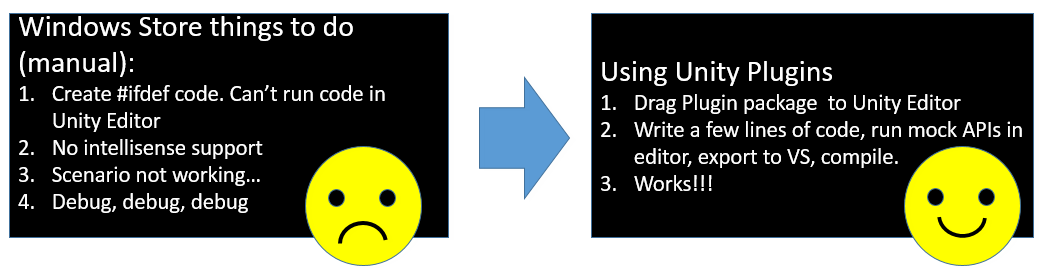 Windows Store things to do
(manual):
1. Create #ifdef code. Can’t run code in
Unity Editor
2. No intellisense support
3. Scenario not working…
4. Debug, debug, debug
Using Unity Plugins
1. Drag Plugin package  to Unity Editor
2. Write a few lines of code, run mock APIs in
editor, export to VS, compile.
3. Works!!!